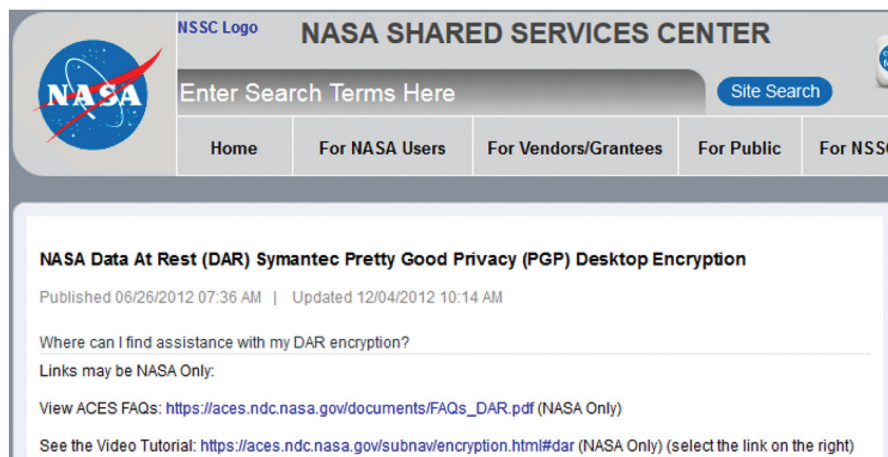 NSSC Logo
NASA SHARED SERVICES CENTER
NASA
Enter Search Terms Here
Site Search
Home
For NASA Users
For Vendors/Grantees
For Public
For NSS
NASA Data At Rest (DAR) Symantec Pretty Good Privacy (PGP) Desktop Encryption
Published 06/26/2012 07:36 AM | Updated 12/04/2012 10:14 AM
Where can I find assistance with my DAR encryption?
Links may be NASA Only:
View ACES FAQs: https://aces.ndc.nasa.gov/documents/FAQs_DAR.pdf (NASA Only)
See the Video Tutorial: https://aces.ndc.nasa.gov/subnav/encryption.html#dar (NASA Only) (select the link on the right)